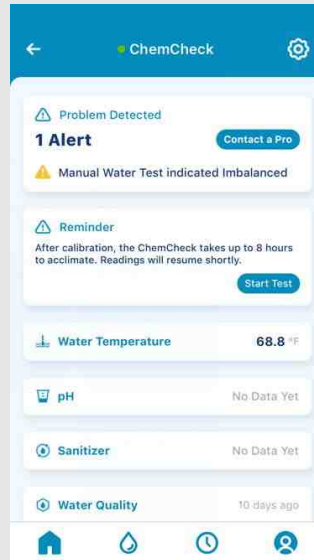 ChemCheck
Problem Detected
1 Alert
Contact a Pro
Manual Water Test indicated Imbalanced
Reminder
After calibration, the ChemCheck takes up to 8 hours
to acclimate. Readings will resume shortly.
Start Test
Water Temperature 68.8 °F
pH No Data Yet
Sanitizer No Data Yet
Water Quality 10 days ago